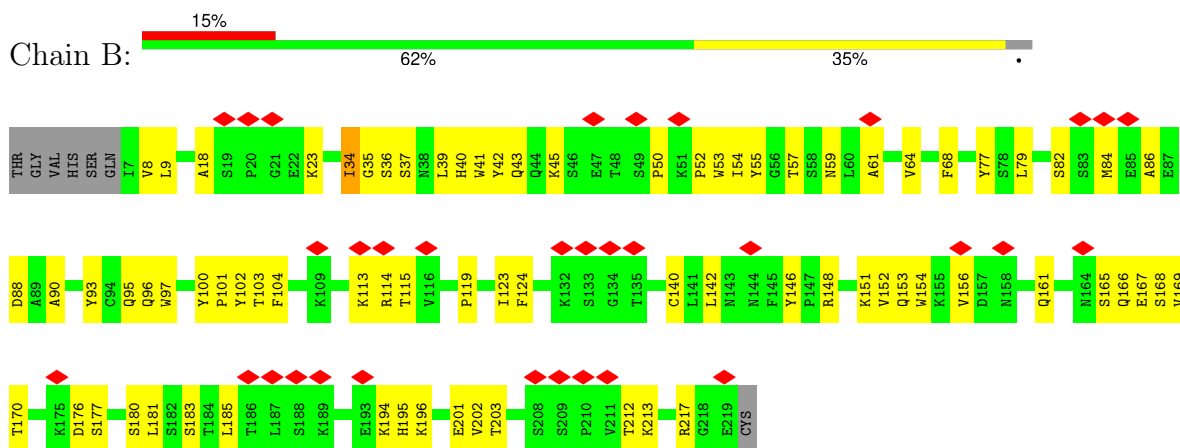 15%
Chain B:
62%
35%
•
THR
GLY
VAL
HIS
SER
GLN
I7
V8
L9
A18
S19
P20
G21
E22
K23
I34
G35
S36
S37
N38
L39
H40
W41
Y42
Q43
Q44
K45
S46
E47
T48
S49
P50
K51
P52
W53
I54
Y55
G56
T57
S58
N59
L60
A61
V64
F68
Y77
S78
L79
S82
S83
M84
E85
A86
E87
D88
A89
A90
Y93
C94
Q95
Q96
W97
Y100
P101
Y102
T103
F104
K109
K113
R114
T115
V116
P119
I123
F124
K132
S133
G134
T135
C140
L141
L142
N143
N144
F145
Y146
P147
R148
K151
V152
Q153
W154
K155
V156
D157
N158
Q161
N164
S165
Q166
E167
S168
V169
T170
K175
D176
S177
S180
L181
S182
S183
T184
L185
T186
L187
S188
K189
E193
K194
H195
K196
E201
V202
T203
S208
S209
P210
V211
T212
K213
R217
G218
E219
CYS